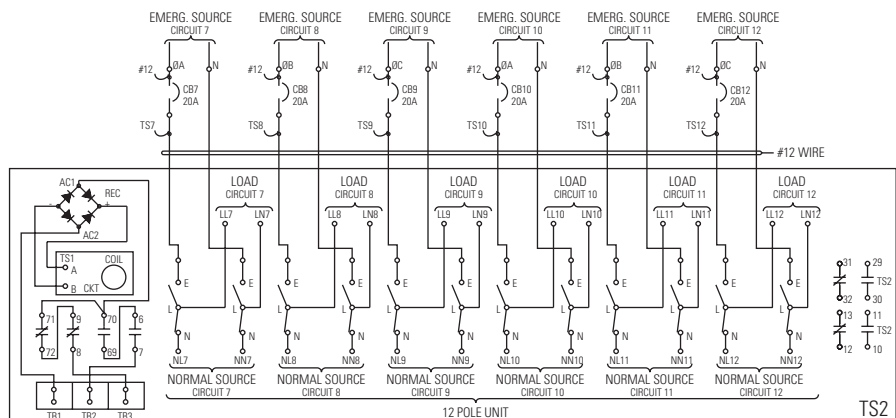 EMERG. SOURCE EMERG. SOURCE EMERG. SOURCE EMERG. SOURCE EMERG. SOURCE EMERG. SOURCE
CIRCUIT 7 CIRCUIT 8 CIRCUIT 9 CIRCUIT 10 CIRCUIT 11 CIRCUIT 12
#12 ØA N #12 ØB N #12 ØC N #12 ØA N #12 ØB N #12 ØC N
CB7 CB8 CB9 CB10 CB11 CB12
20A 20A 20A 20A 20A 20A
TS7 TS8 TS9 TS10 TS11 TS12
#12 WIRE
AC1 REC
LOAD LOAD LOAD LOAD LOAD LOAD
CIRCUIT 7 CIRCUIT 8 CIRCUIT 9 CIRCUIT 10 CIRCUIT 11 CIRCUIT 12
- +
LL7 LN7 LL8 LN8 LL9 LN9 LL10 LN10 LL11 LN11 LL12 LN12
AC2
TS1 COIL
A
B CKT
31 29
TS2
32 30
13 11
TS2
12 10
E E E E E E E E E E E E
L L L L L L L L L L L L
N N N N N N N N N N N N
71 9 70 6
72 8 69 7
NL7 NN7 NL8 NN8 NL9 NN9 NL10 NN10 NL11 NN11 NL12 NN12
NORMAL SOURCE NORMAL SOURCE NORMAL SOURCE NORMAL SOURCE NORMAL SOURCE NORMAL SOURCE
CIRCUIT 7 CIRCUIT 8 CIRCUIT 9 CIRCUIT 10 CIRCUIT 11 CIRCUIT 12
TB1 TB2 TB3
12 POLE UNIT
TS2